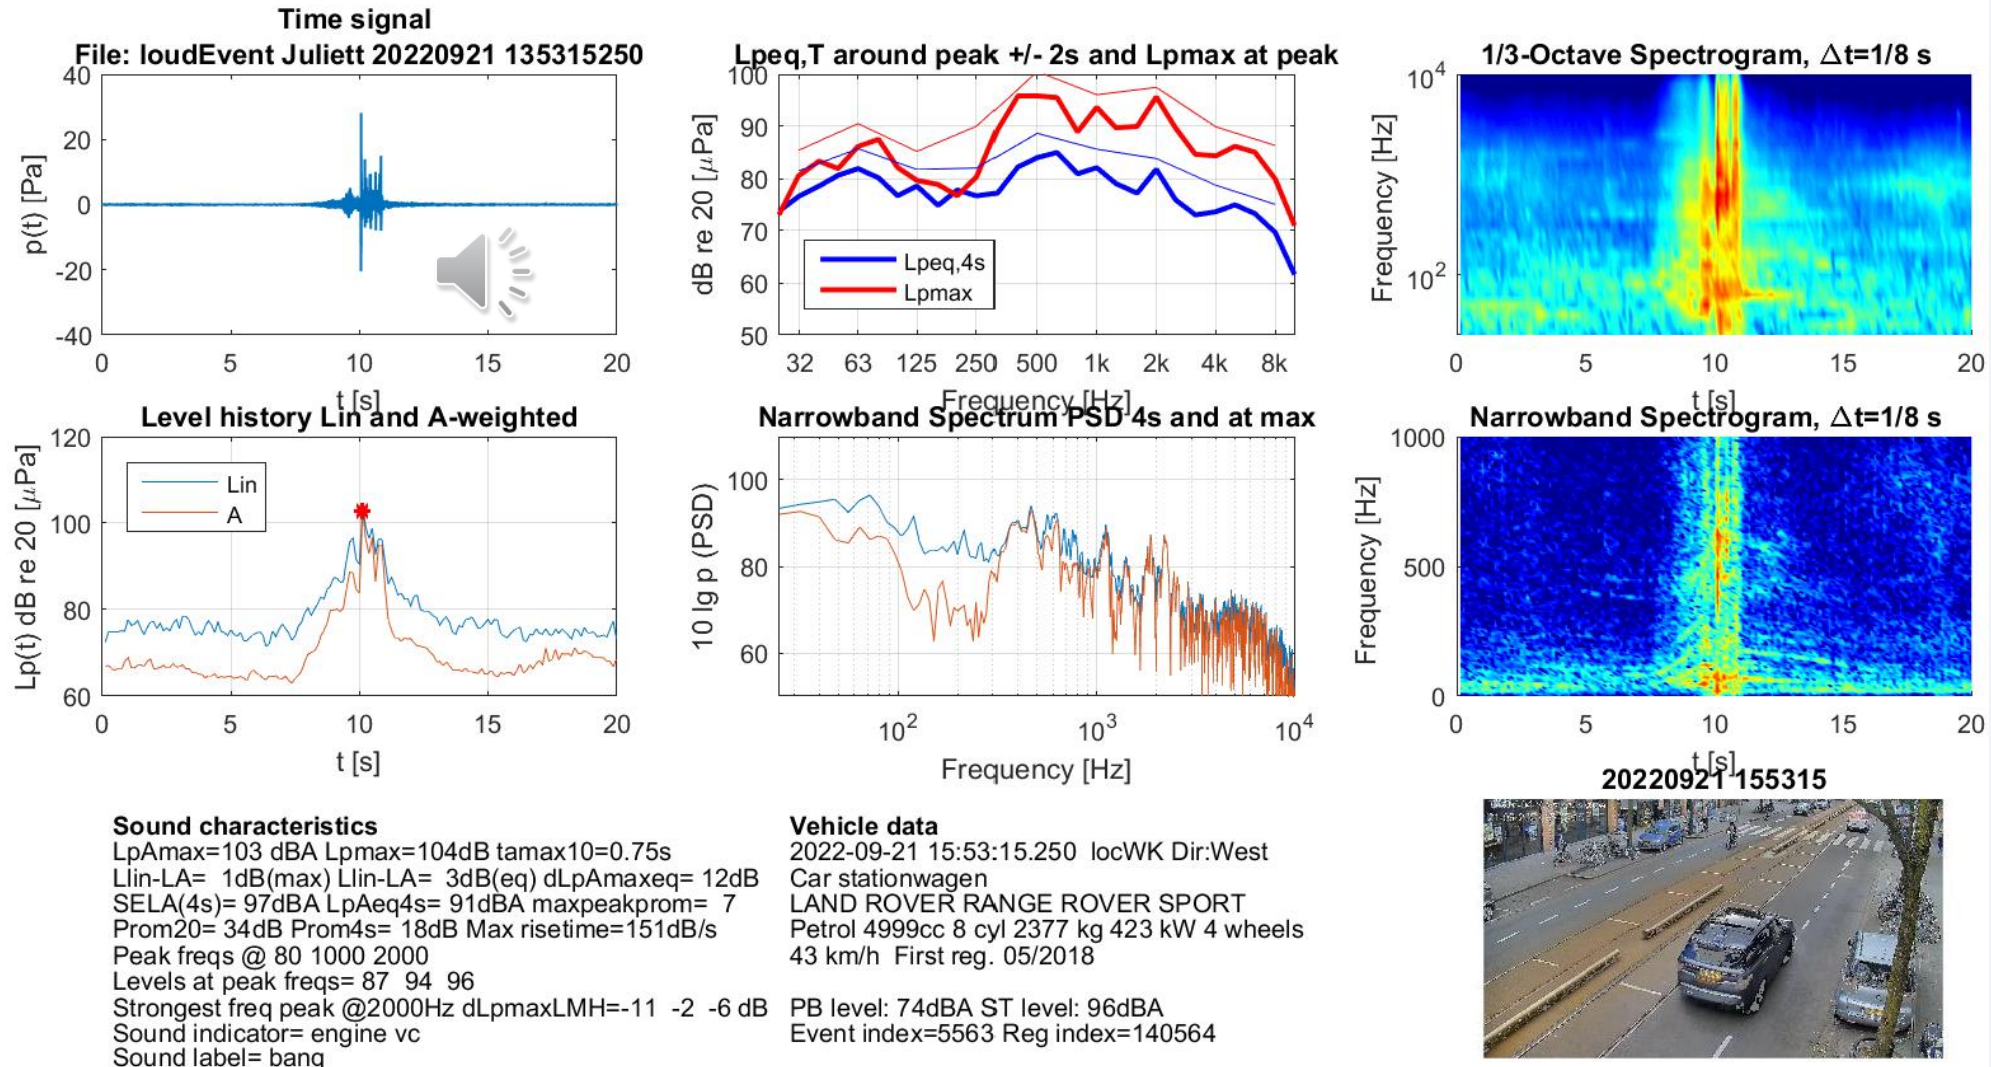 Time signal
File: loudEvent Juliett 20220921 135315250
40
20
0
-20
-40
p(t) [Pa]
0 5 10 15 20
t [s]
Lpeq,T around peak +/- 2s and Lpmax at peak
100
90
80
70
60
50
dB re 20 [μPa]
Lpeq,4s
Lpmax
32 63 125 250 500 1k 2k 4k 8k
Frequency [Hz]
1/3-Octave Spectrogram, Δt=1/8 s
10^4
10^2
Frequency [Hz]
0 5 10 15 20
t [s]
Level history Lin and A-weighted
120
100
80
60
Lp(t) dB re 20 [μPa]
Lin
A
0 5 10 15 20
t [s]
Narrowband Spectrum PSD 4s and at max
100
80
60
10 lg p (PSD)
10^2 10^3 10^4
Frequency [Hz]
Narrowband Spectrogram, Δt=1/8 s
1000
500
0
Frequency [Hz]
0 5 10 15 20
t [s]
Sound characteristics
LpAmax=103 dBA Lpmax=104dB tamax10=0.75s
Llin-LA= 1dB(max) Llin-LA= 3dB(eq) dLpAmaxeq= 12dB
SELA(4s)= 97dBA LpAeq4s= 91dBA maxpeakprom= 7
Prom20= 34dB Prom4s= 18dB Max risetime=151dB/s
Peak freqs @ 80 1000 2000
Levels at peak freqs= 87 94 96
Strongest freq peak @2000Hz dLpmaxLMH=-11 -2 -6 dB
Sound indicator= engine vc
Sound label= bang
Vehicle data
2022-09-21 15:53:15.250 locWK Dir:West
Car stationwagen
LAND ROVER RANGE ROVER SPORT
Petrol 4999cc 8 cyl 2377 kg 423 kW 4 wheels
43 km/h First reg. 05/2018
PB level: 74dBA ST level: 96dBA
Event index=5563 Reg index=140564
20220921 155315